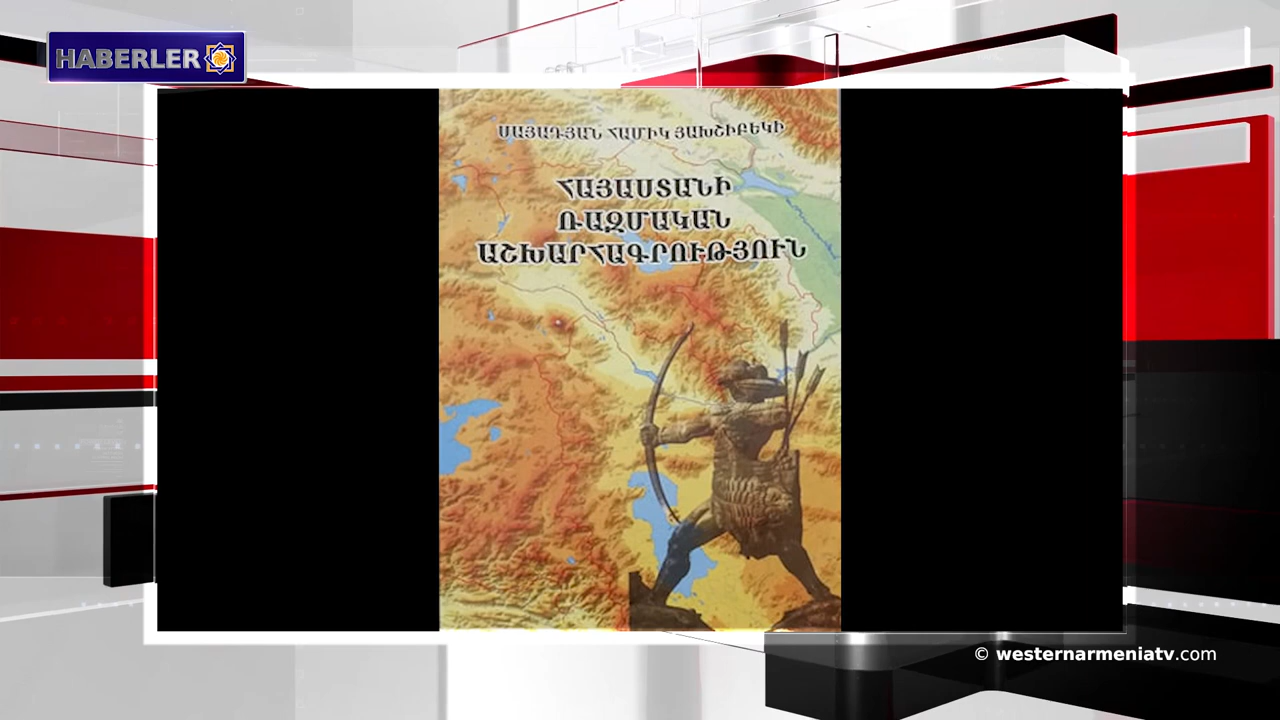 HABERLER
ՍԱՅԱԴՅԱՆ ՀԱՄԻԿ ՅԱԽՇԻԲԵԿԻ
ՀԱՅԱՍՏԱՆԻ
ՌԱԶՄԱԿԱՆ
ԱՇԽԱՐՀԱԳՐՈՒԹՅՈՒՆ
© westernarmeniatv.com